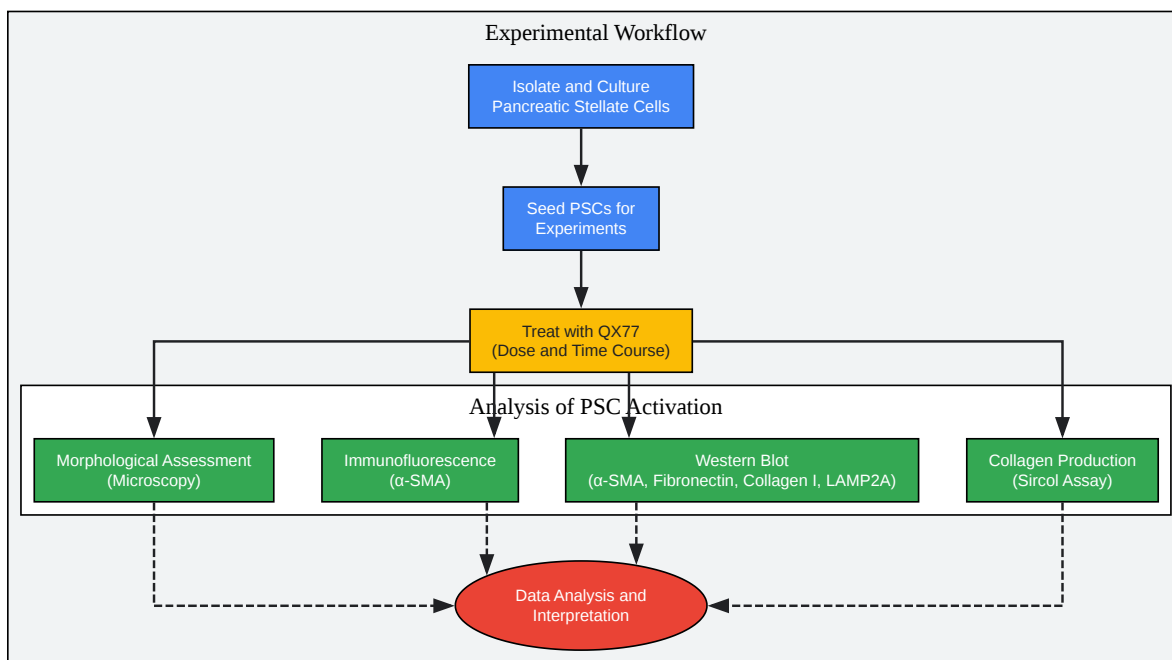 Experimental Workflow
Isolate and Culture
Pancreatic Stellate Cells
Seed PSCs for
Experiments
Treat with QX77
(Dose and Time Course)
Analysis of PSC Activation
Morphological Assessment
(Microscopy)
Immunofluorescence
(α-SMA)
Western Blot
(α-SMA, Fibronectin, Collagen I, LAMP2A)
Collagen Production
(Sircol Assay)
Data Analysis and
Interpretation